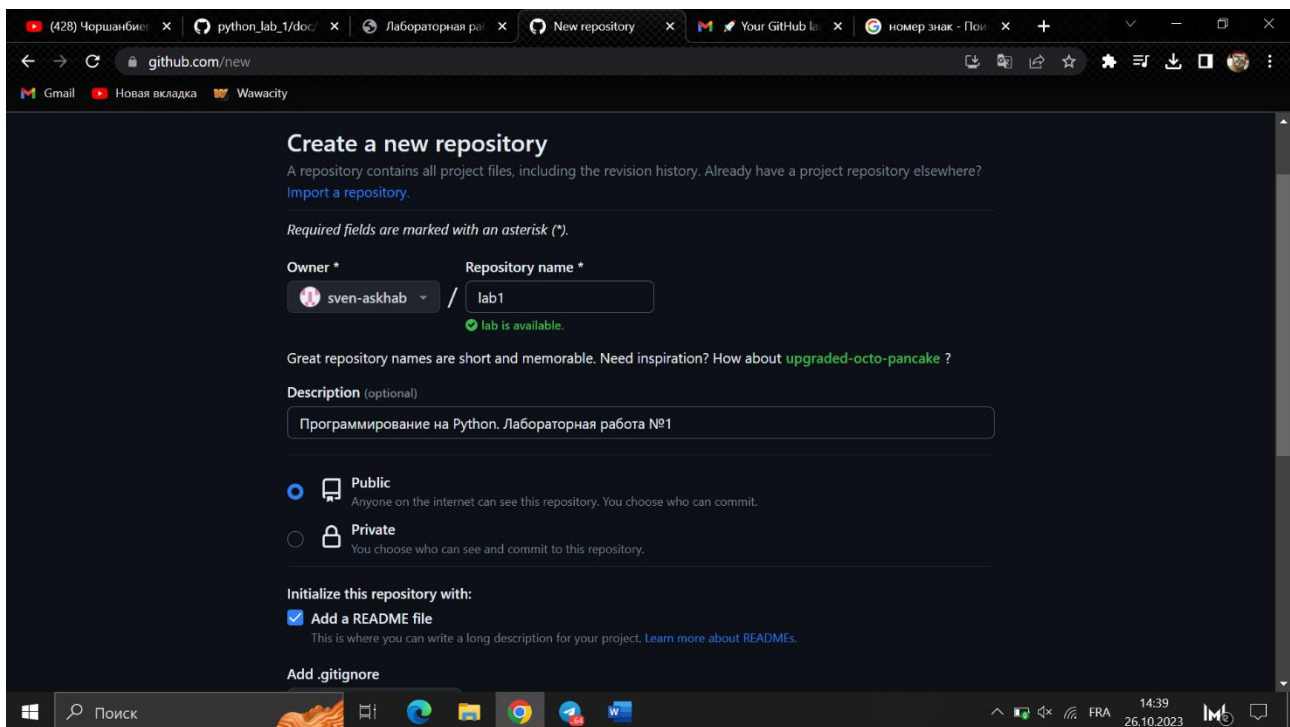 (428) Чоршанбиев
python_lab_1/doc/
Лабораторная ра
New repository
Your GitHub la
номер знак - Пои
github.com/new
Gmail
Новая вкладка
Wawacity
Create a new repository
A repository contains all project files, including the revision history. Already have a project repository elsewhere?
Import a repository.
Required fields are marked with an asterisk (*).
Owner *
Repository name *
sven-askhab
/
lab1
lab is available.
Great repository names are short and memorable. Need inspiration? How about upgraded-octo-pancake ?
Description (optional)
Программирование на Python. Лабораторная работа №1
Public
Anyone on the internet can see this repository. You choose who can commit.
Private
You choose who can see and commit to this repository.
Initialize this repository with:
Add a README file
This is where you can write a long description for your project. Learn more about READMEs.
Add .gitignore
Поиск
64
FRA
14:39
26.10.2023